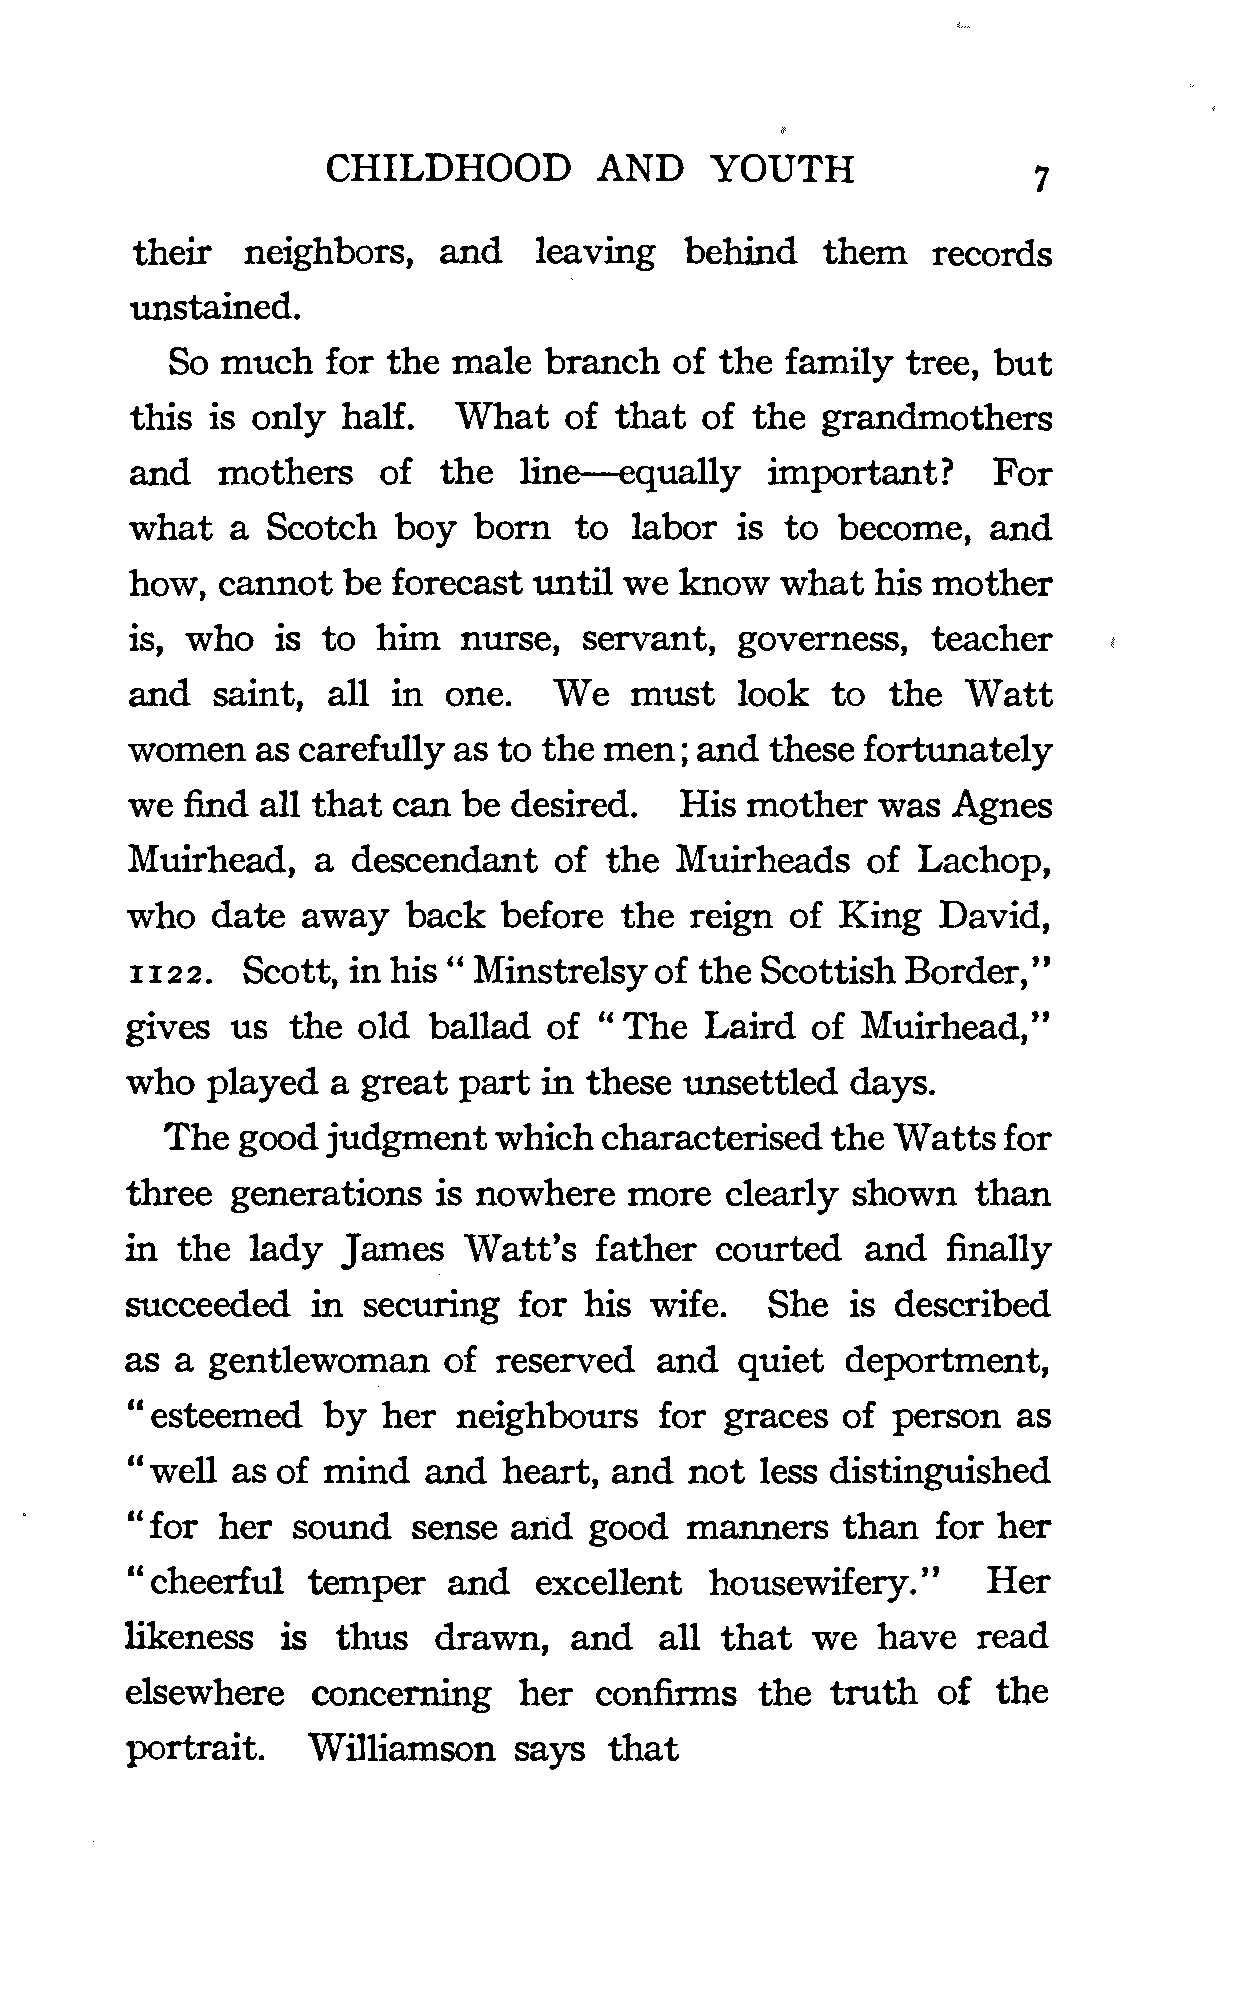 CHILDHOOD AND YOUTH 7
their neighbors, and leaving behind them records
unstained.
So much for the male branch of the family tree, but
this is only half. What of that of the grandmothers
and mothers of the line—equally important? For
what a Scotch boy born to labor is to become, and
how, cannot be forecast until we know what his mother
is, who is to him nurse, servant, governess, teacher
and saint, all in one. We must look to the Watt
women as carefully as to the men; and these fortunately
we find all that can be desired. His mother was Agnes
Muirhead, a descendant of the Muirheads of Lachop,
who date away back before the reign of King David,
1122. Scott, in his "Minstrelsy of the Scottish Border,"
gives us the old ballad of "The Laird of Muirhead,"
who played a great part in these unsettled days.
The good judgment which characterised the Watts for
three generations is nowhere more clearly shown than
in the lady James Watt's father courted and finally
succeeded in securing for his wife. She is described
as a gentlewoman of reserved and quiet deportment,
"esteemed by her neighbours for graces of person as
"well as of mind and heart, and not less distinguished
"for her sound sense and good manners than for her
"cheerful temper and excellent housewifery." Her
likeness is thus drawn, and all that we have read
elsewhere concerning her confirms the truth of the
portrait. Williamson says that